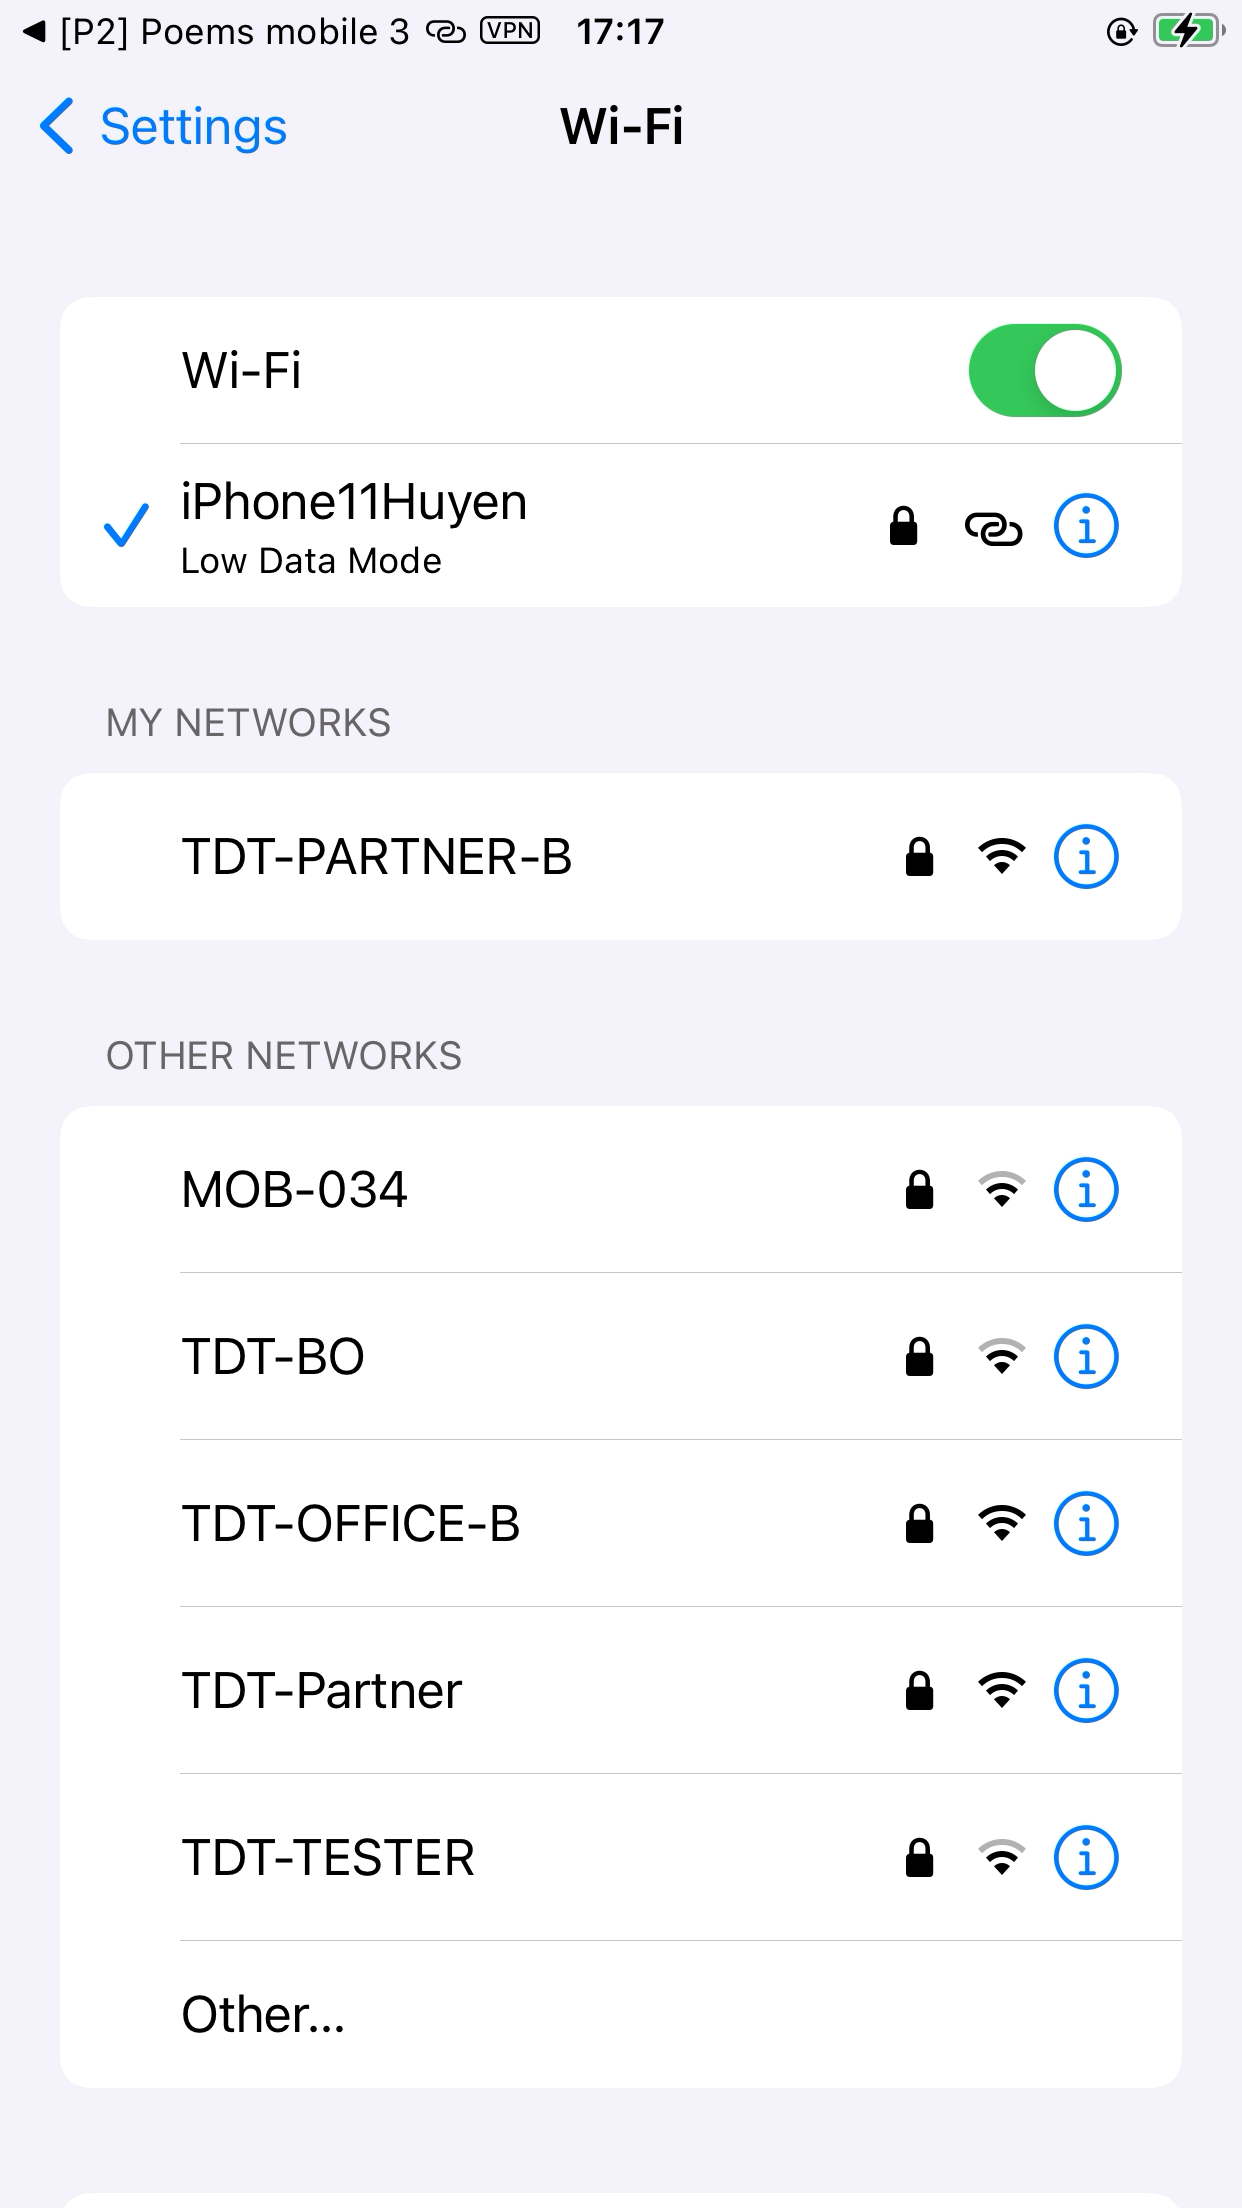 [P2] Poems mobile 3 VPN 17:17
Settings Wi-Fi
Wi-Fi
iPhone11Huyen
Low Data Mode
MY NETWORKS
TDT-PARTNER-B
OTHER NETWORKS
MOB-034
TDT-BO
TDT-OFFICE-B
TDT-Partner
TDT-TESTER
Other...